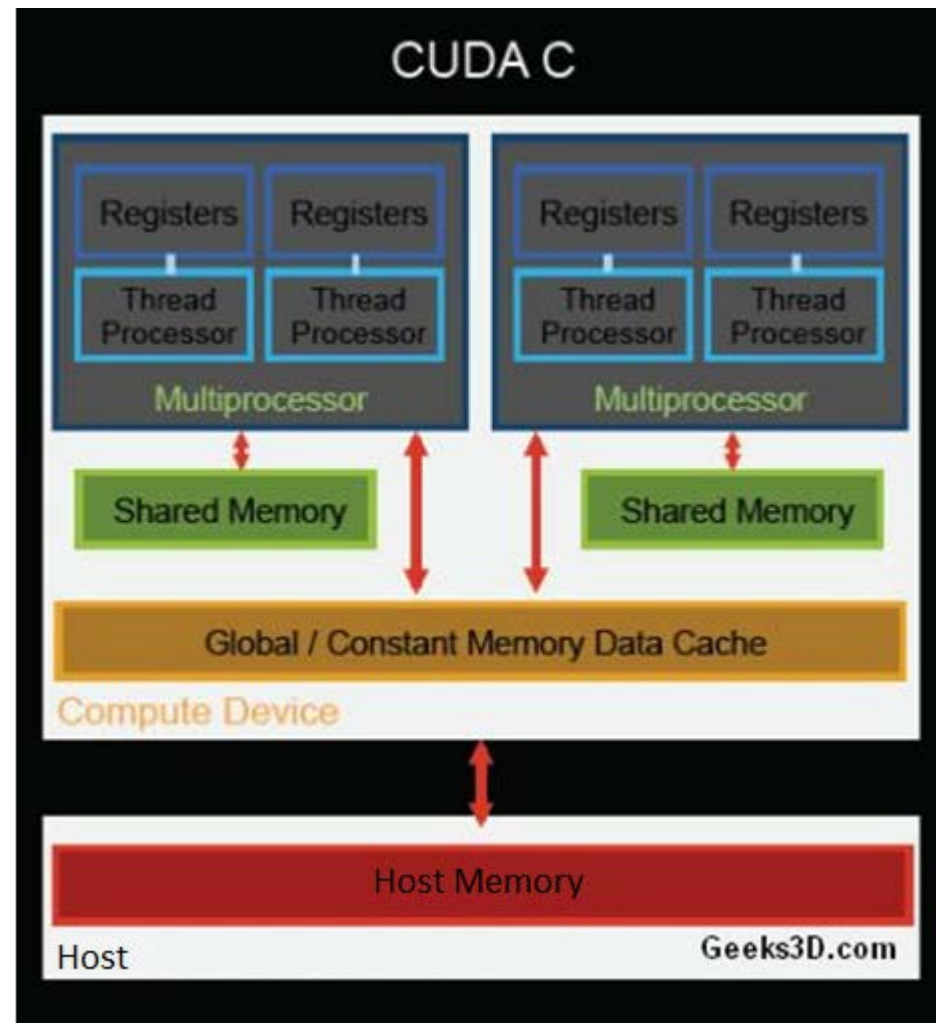 CUDA C
Registers
Registers
Registers
Registers
Thread
Processor
Thread
Processor
Thread
Processor
Thread
Processor
Multiprocessor
Multiprocessor
Shared Memory
Shared Memory
Global / Constant Memory Data Cache
Compute Device
Host Memory
Host
Geeks3D.com